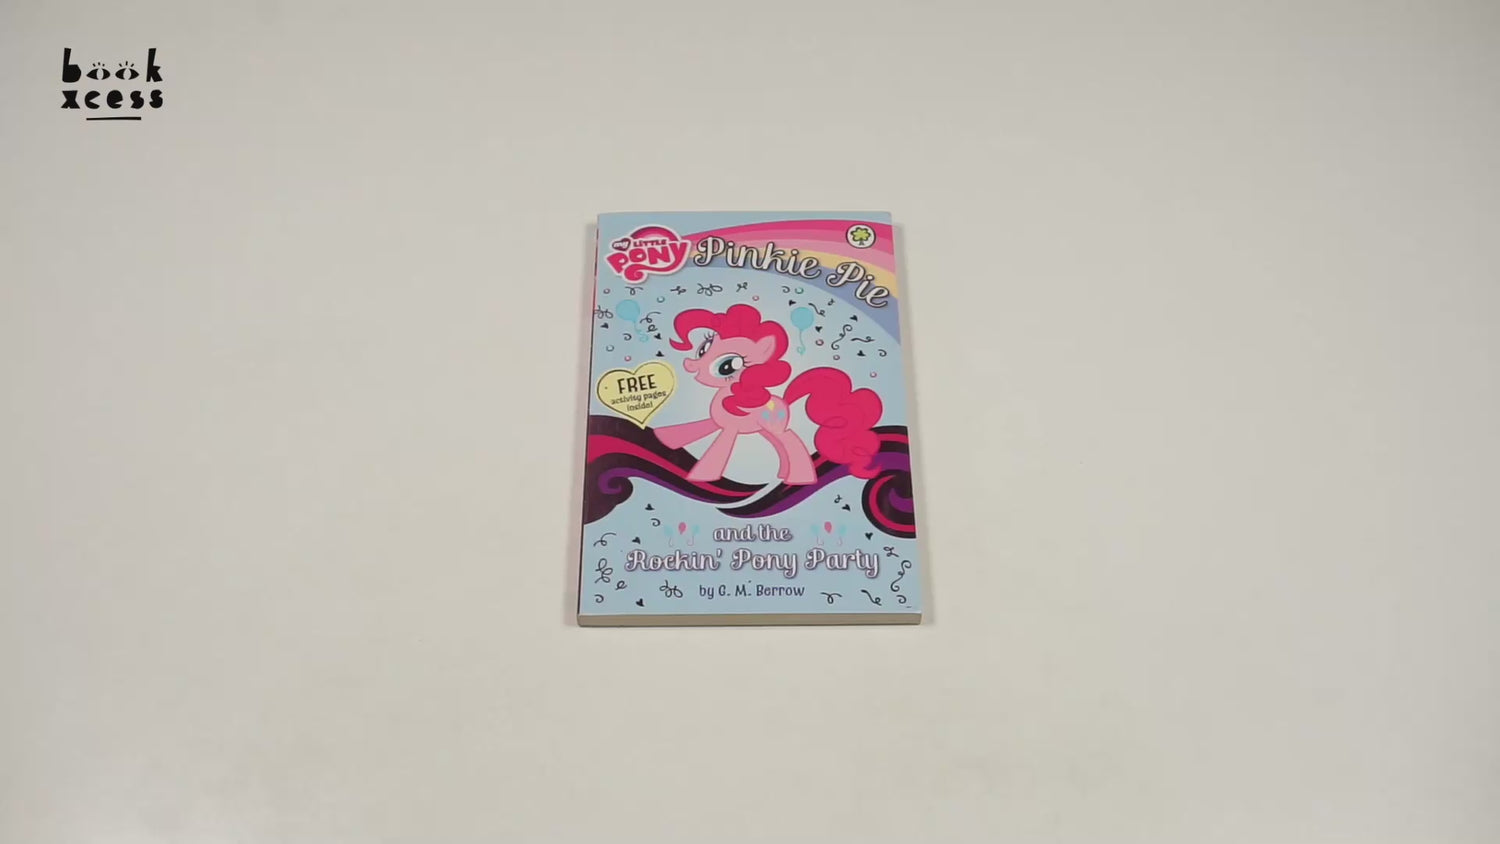 book
xcess
my
LITTLE
PONY
Pinkie Pie
FREE
activity pages
inside!
and the
Rockin' Pony Party
by G. M. Berrow